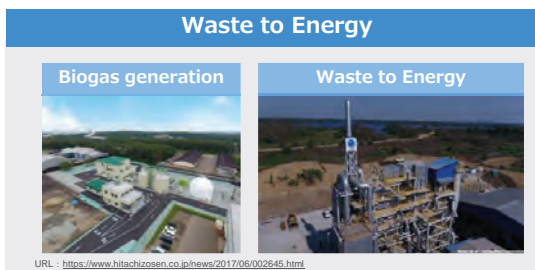 Waste to Energy
Biogas generation
Waste to Energy
URL : https://www.hitachizosen.co.jp/news/2017/06/002645.html